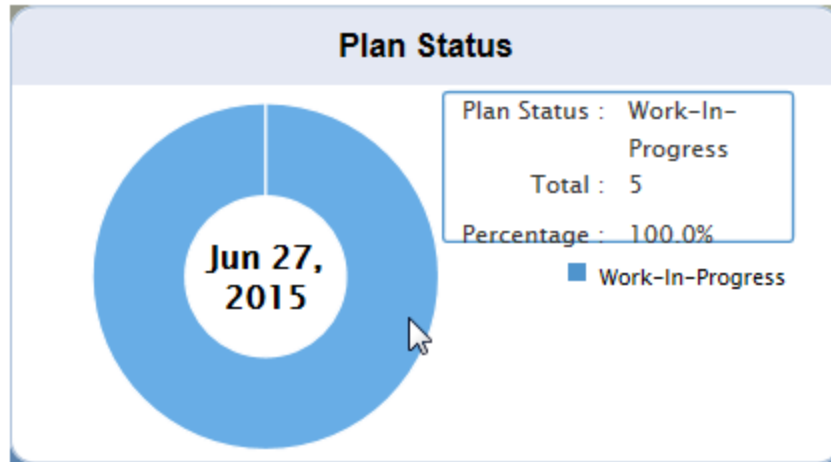 Plan Status
Plan Status : Work-In-
Progress
Total : 5
Percentage : 100.0%
Work-In-Progress
Jun 27,
2015